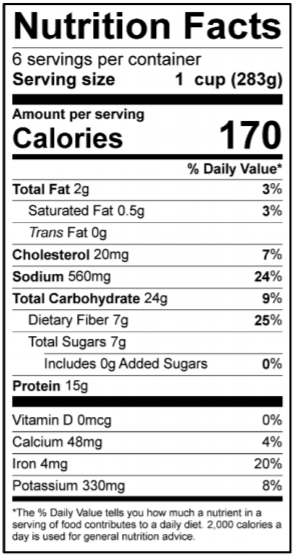 Nutrition Facts
6 servings per container
Serving size 1 cup (283g)
Amount per serving
Calories 170
% Daily Value*
Total Fat 2g 3%
Saturated Fat 0.5g 3%
Trans Fat 0g
Cholesterol 20mg 7%
Sodium 560mg 24%
Total Carbohydrate 24g 9%
Dietary Fiber 7g 25%
Total Sugars 7g
Includes 0g Added Sugars 0%
Protein 15g
Vitamin D 0mcg 0%
Calcium 48mg 4%
Iron 4mg 20%
Potassium 330mg 8%
*The % Daily Value tells you how much a nutrient in a
serving of food contributes to a daily diet. 2,000 calories a
day is used for general nutrition advice.